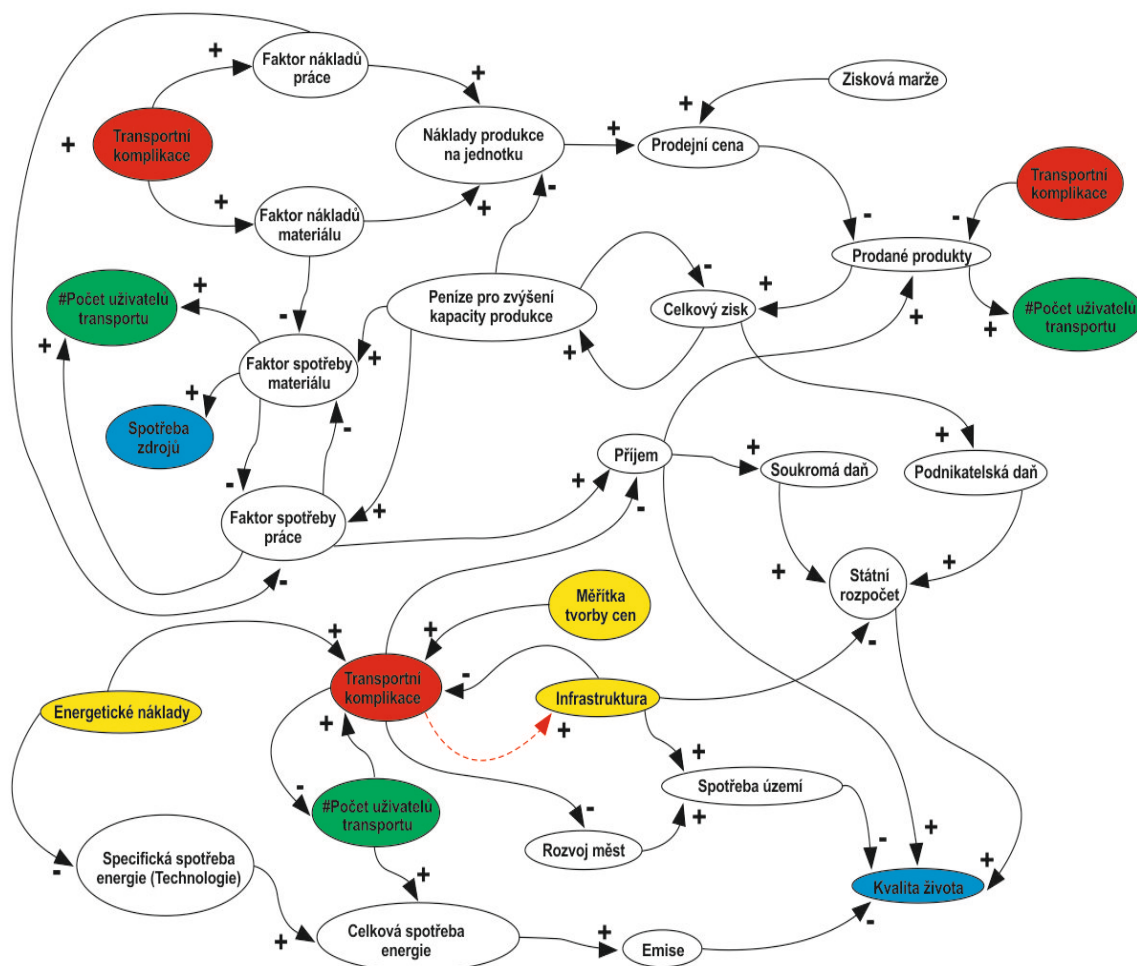 Faktor nákladů
práce
Zisková marže
Transportní
komplikace
Náklady produkce
na jednotku
Prodejní cena
Transportní
komplikace
Faktor nákladů
materiálu
Prodané produkty
#Počet uživatelů
transportu
Peníze pro zvýšení
kapacity produkce
Celkový zisk
#Počet uživatelů
transportu
Faktor spotřeby
materiálu
Spotřeba
zdrojů
Příjem
Soukromá daň
Podnikatelská daň
Faktor spotřeby
práce
Státní
rozpočet
Měřítka
tvorby cen
Transportní
komplikace
Infrastruktura
Energetické náklady
Spotřeba území
#Počet uživatelů
transportu
Rozvoj měst
Specifická spotřeba
energie (Technologie)
Kvalita života
Celková spotřeba
energie
Emise